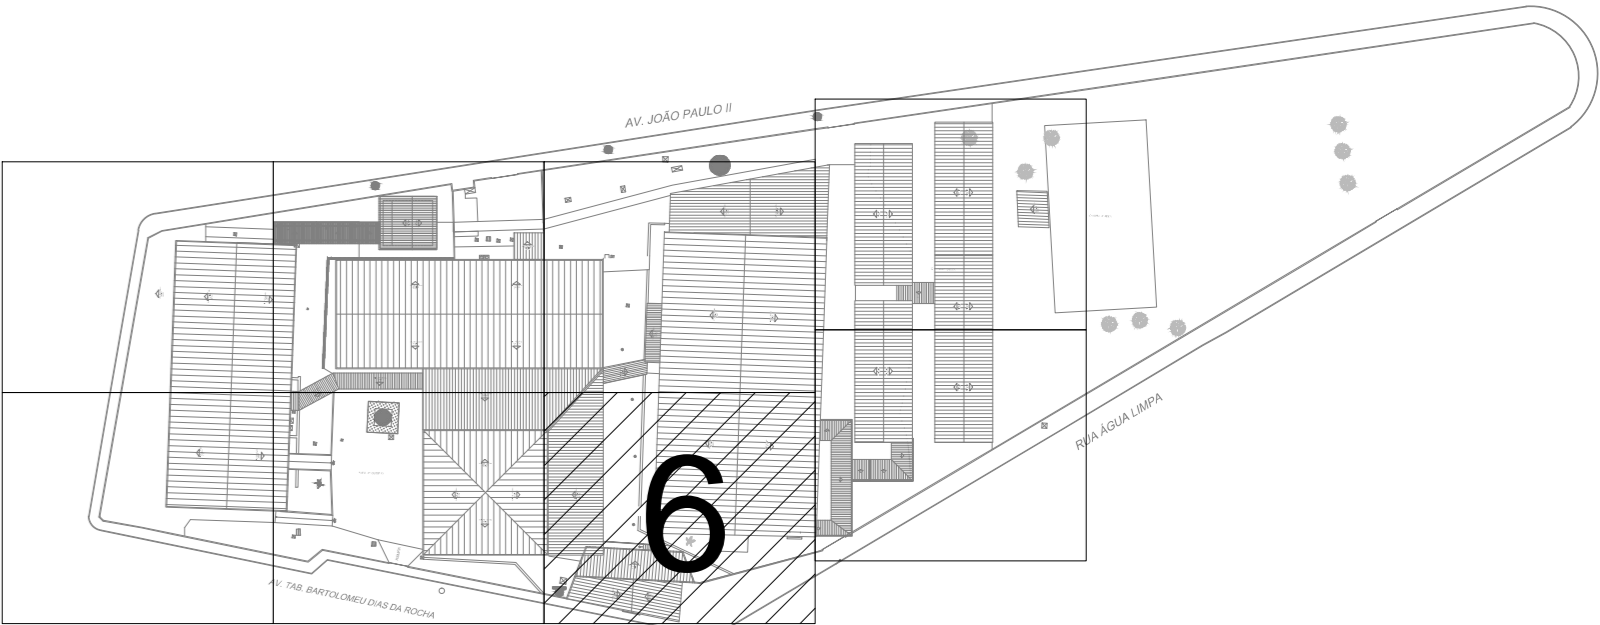 AV. JOÃO PAULO II
RUA ÁGUA LIMPA
6
AV. TAB. BARTOLOMEU DIAS DA ROCHA